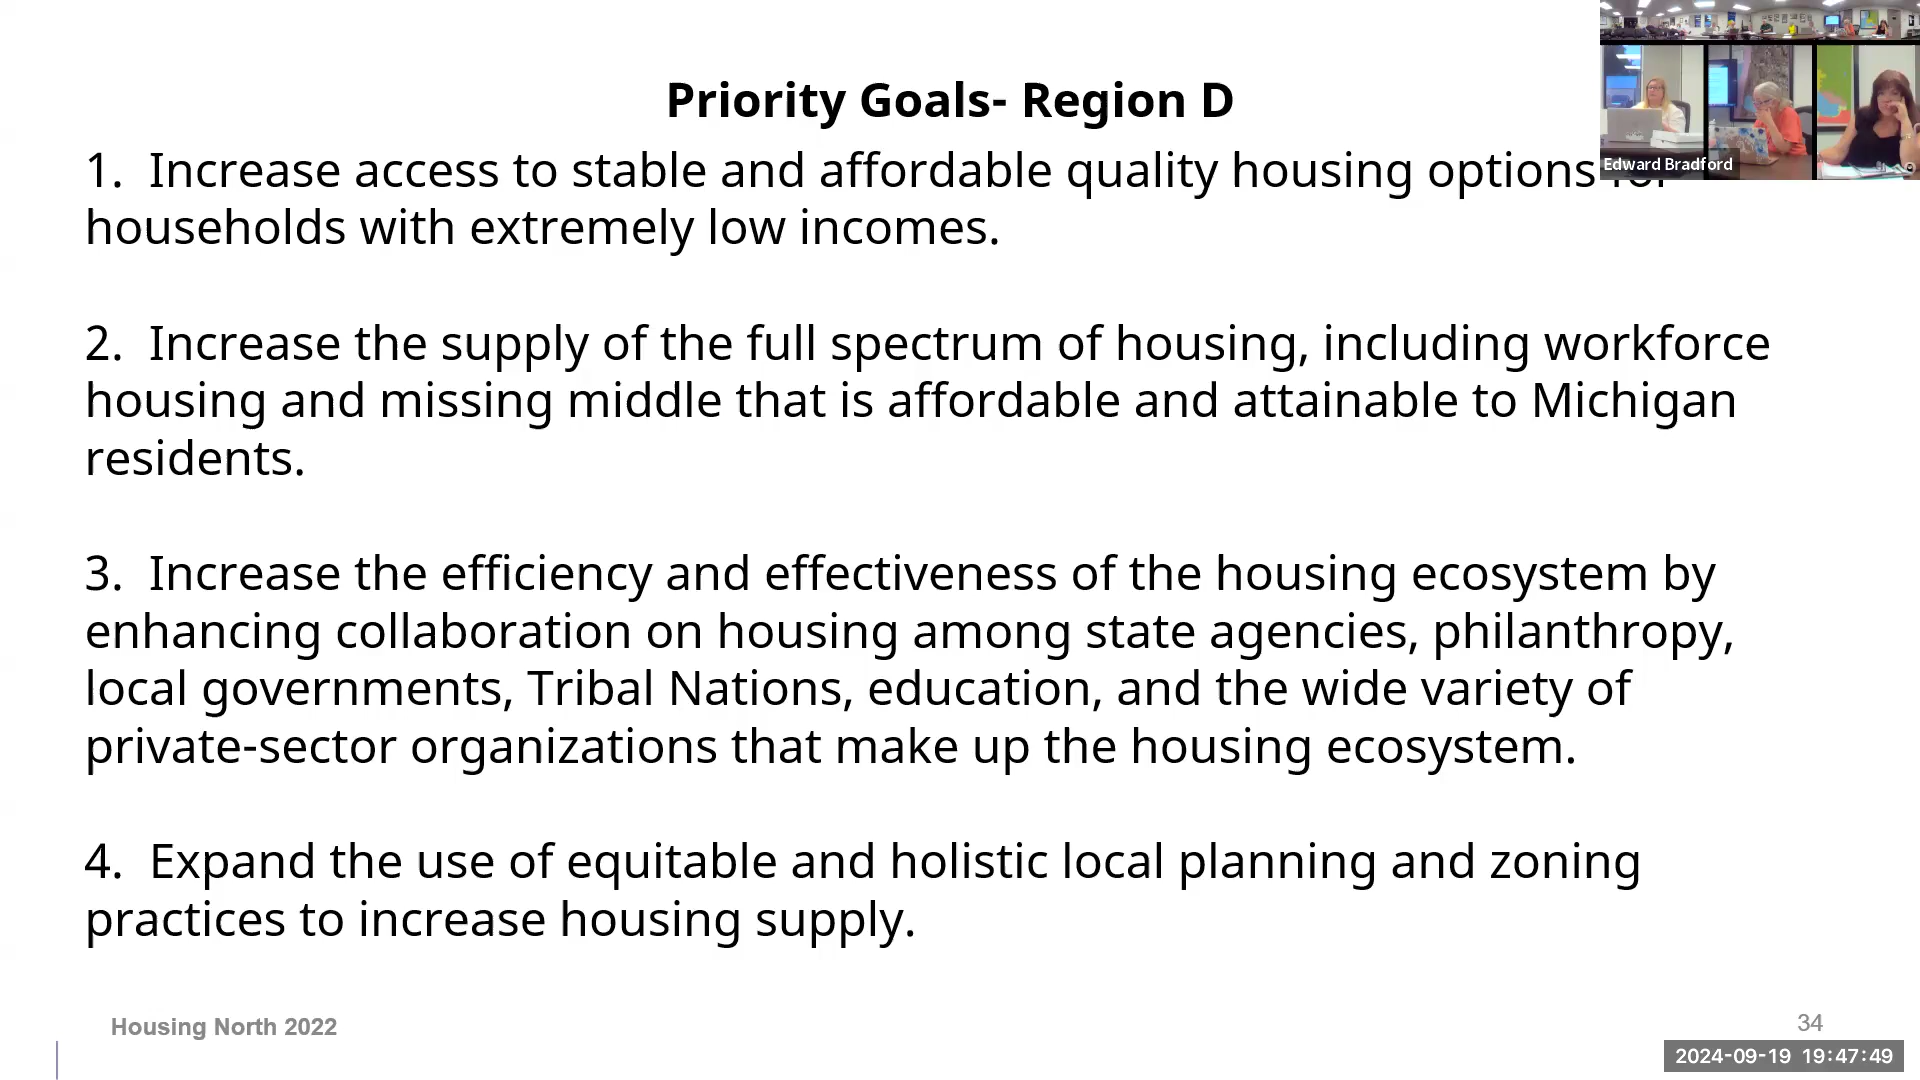 Priority Goals- Region D
1. Increase access to stable and affordable quality housing options for
households with extremely low incomes.
2. Increase the supply of the full spectrum of housing, including workforce
housing and missing middle that is affordable and attainable to Michigan
residents.
3. Increase the efficiency and effectiveness of the housing ecosystem by
enhancing collaboration on housing among state agencies, philanthropy,
local governments, Tribal Nations, education, and the wide variety of
private-sector organizations that make up the housing ecosystem.
4. Expand the use of equitable and holistic local planning and zoning
practices to increase housing supply.
Housing North 2022
34
Edward Bradford
2024-09-19 19:47:49